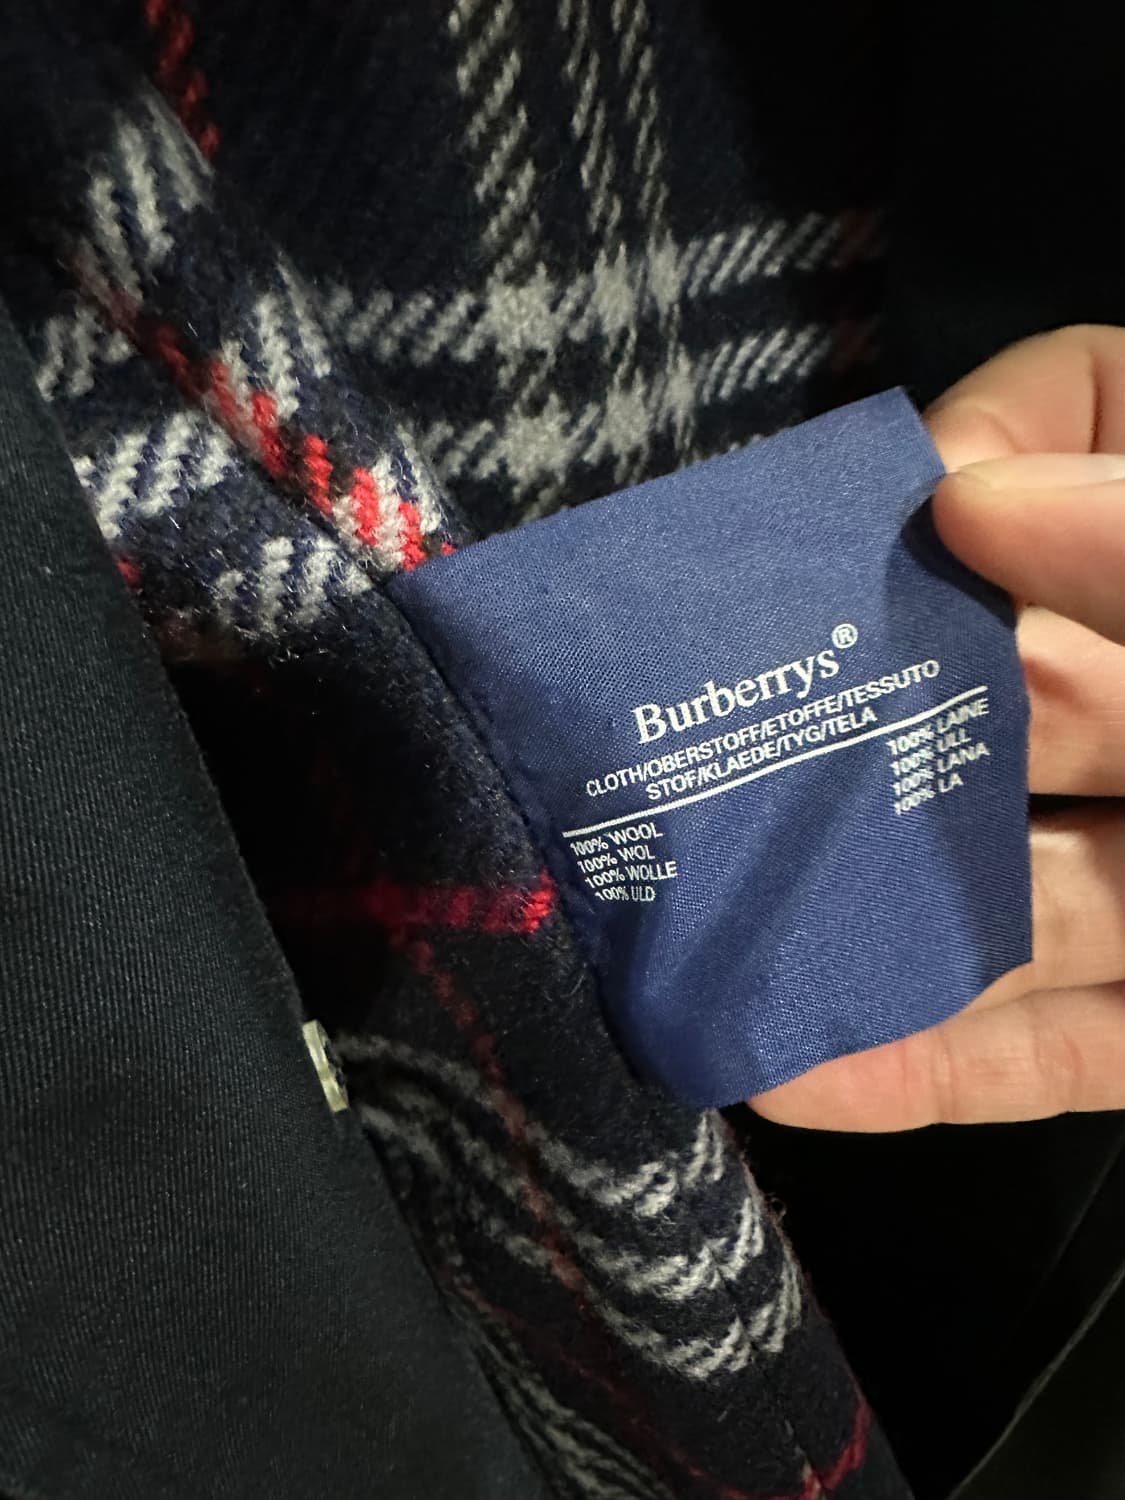 Burberrys®
CLOTH/OBERSTOFF/ETOFFE/TESSUTO
STOF/KLAEDE/TYG/TELA
100% WOOL
100% WOL
100% WOLLE
100% ULD
100% LAINE
100% ULL
100% LANA
100% LA